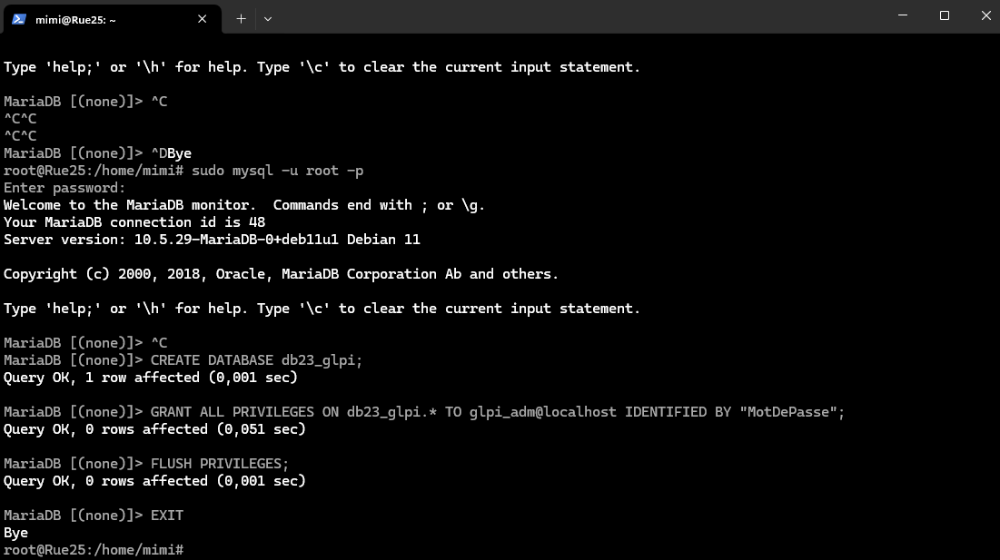 mimi@Rue25: ~
Type 'help;' or '\h' for help. Type '\c' to clear the current input statement.
MariaDB [(none)]> ^C
^C^C
^C^C
MariaDB [(none)]> ^DBye
root@Rue25:/home/mimi# sudo mysql -u root -p
Enter password:
Welcome to the MariaDB monitor.  Commands end with ; or \g.
Your MariaDB connection id is 48
Server version: 10.5.29-MariaDB-0+deb11u1 Debian 11
Copyright (c) 2000, 2018, Oracle, MariaDB Corporation Ab and others.
Type 'help;' or '\h' for help. Type '\c' to clear the current input statement.
MariaDB [(none)]> ^C
MariaDB [(none)]> CREATE DATABASE db23_glpi;
Query OK, 1 row affected (0,001 sec)
MariaDB [(none)]> GRANT ALL PRIVILEGES ON db23_glpi.* TO glpi_adm@localhost IDENTIFIED BY "MotDePasse";
Query OK, 0 rows affected (0,051 sec)
MariaDB [(none)]> FLUSH PRIVILEGES;
Query OK, 0 rows affected (0,001 sec)
MariaDB [(none)]> EXIT
Bye
root@Rue25:/home/mimi#